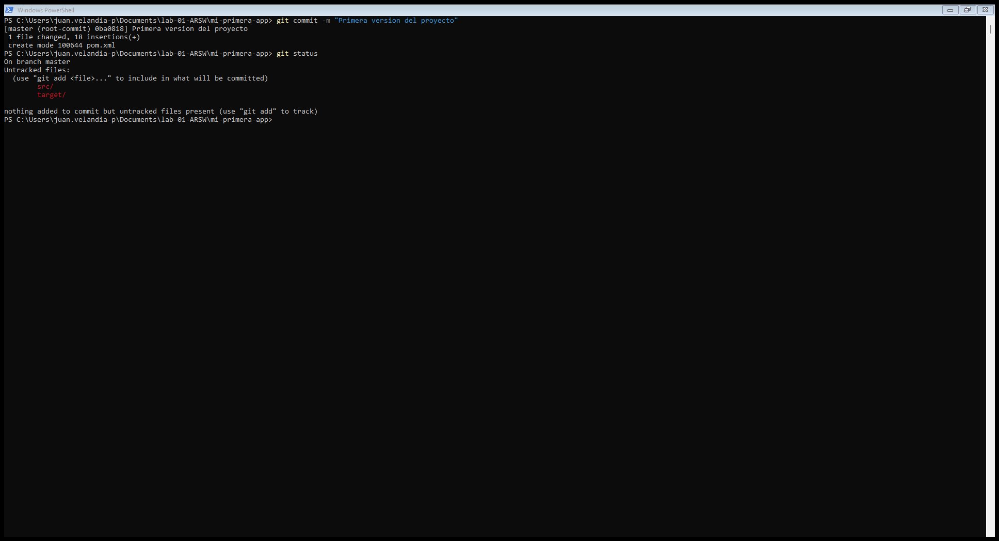 Windows PowerShell
PS C:\Users\juan.velandia-p\Documents\lab-01-ARSW\mi-primera-app> git commit -m "Primera version del proyecto"
[master (root-commit) 0ba0818] Primera version del proyecto
 1 file changed, 18 insertions(+)
 create mode 100644 pom.xml
PS C:\Users\juan.velandia-p\Documents\lab-01-ARSW\mi-primera-app> git status
On branch master
Untracked files:
  (use "git add <file>..." to include in what will be committed)
        src/
        target/

nothing added to commit but untracked files present (use "git add" to track)
PS C:\Users\juan.velandia-p\Documents\lab-01-ARSW\mi-primera-app>